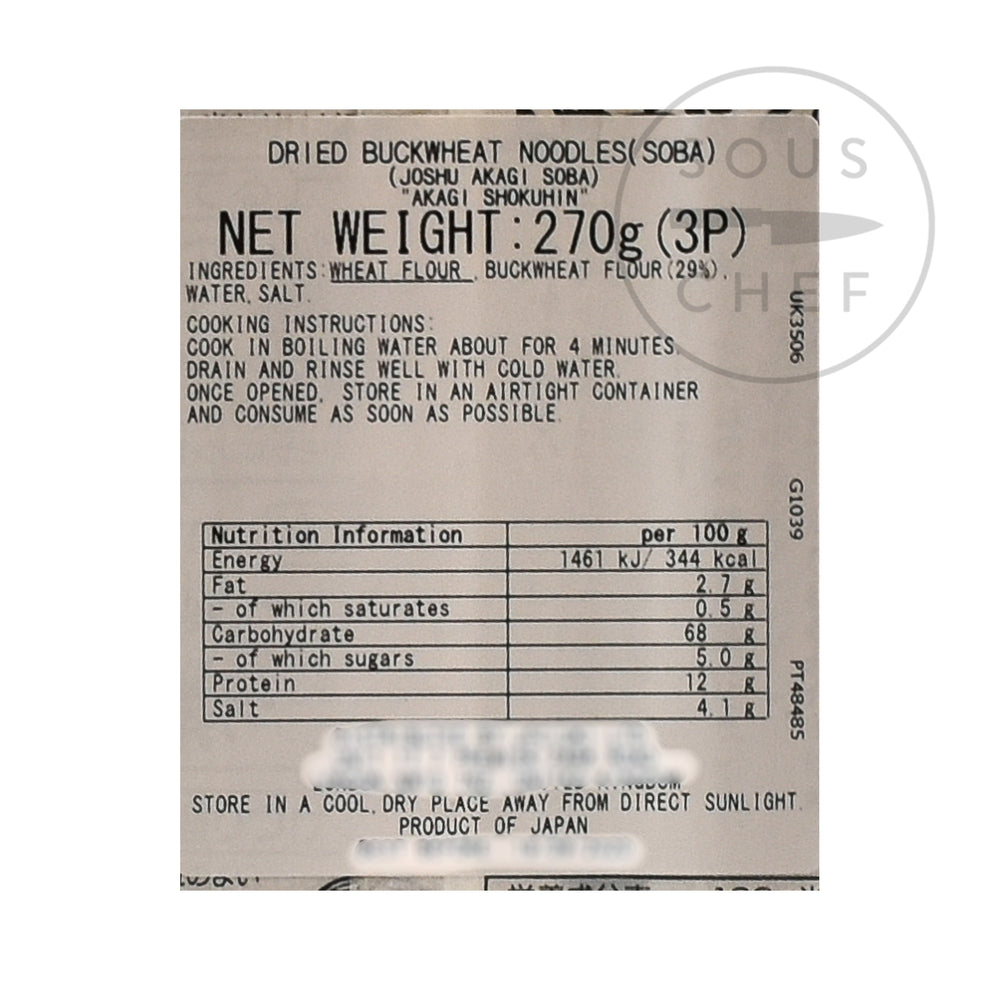 SOUS
CHEF
DRIED BUCKWHEAT NOODLES(SOBA)
(JOSHU AKAGI SOBA)
"AKAGI SHOKUHIN"
NET WEIGHT:270g(3P)
INGREDIENTS:WHEAT FLOUR, BUCKWHEAT FLOUR(29%),
WATER, SALT.
COOKING INSTRUCTIONS:
COOK IN BOILING WATER ABOUT FOR 4 MINUTES.
DRAIN AND RINSE WELL WITH COLD WATER.
ONCE OPENED, STORE IN AN AIRTIGHT CONTAINER
AND CONSUME AS SOON AS POSSIBLE.
UK3506
G1039
PT48485
Nutrition Information per 100 g
Energy 1461 kJ/ 344 kcal
Fat 2.7 g
- of which saturates 0.5 g
Carbohydrate 68 g
- of which sugars 5.0 g
Protein 12 g
Salt 4.1 g
STORE IN A COOL, DRY PLACE AWAY FROM DIRECT SUNLIGHT.
PRODUCT OF JAPAN